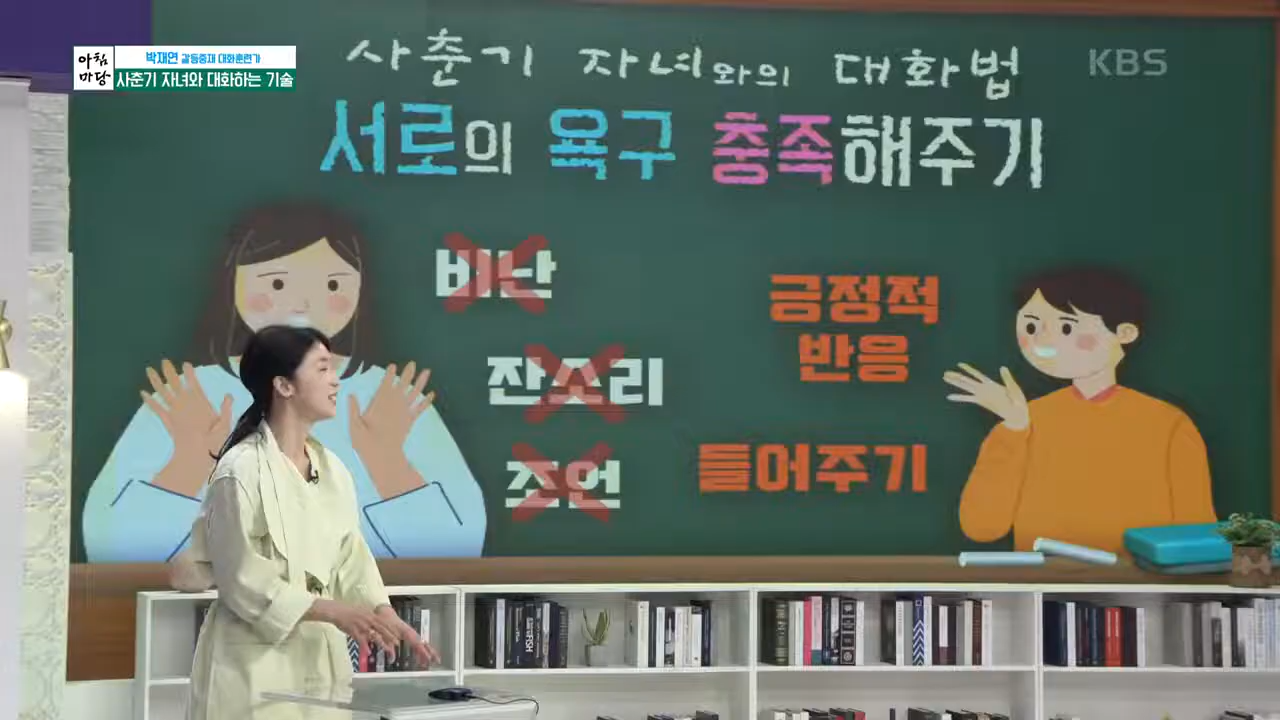 아침
마당
박재연 갈등중재 대화훈련가
사춘기 자녀와 대화하는 기술
KBS
사춘기 자녀와의 대화법
서로의 욕구 충족해주기
비난
잔소리
조언
긍정적
반응
들어주기